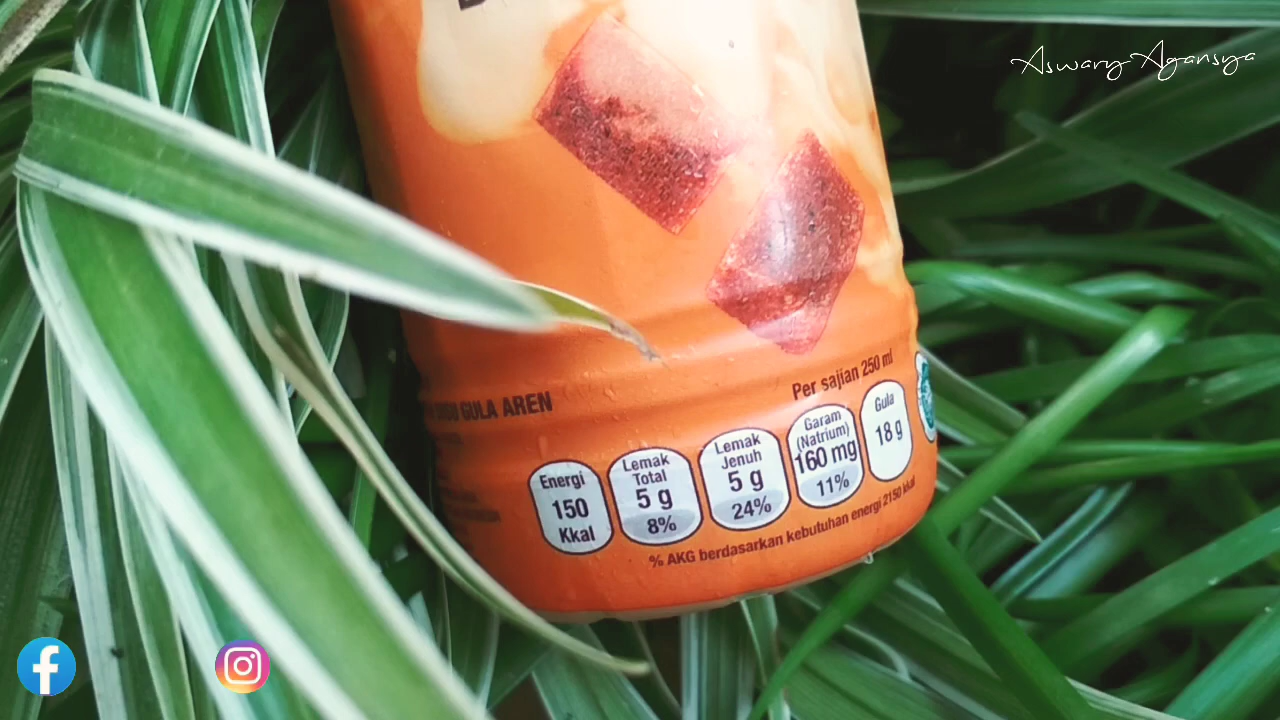 Aswary Agansya
GULA AREN
Per sajian 250 ml
Energi
150
Kkal
Lemak
Total
5 g
8%
Lemak
Jenuh
5 g
24%
Garam
(Natrium)
160 mg
11%
Gula
18 g
% AKG berdasarkan kebutuhan energi 2150 kkal